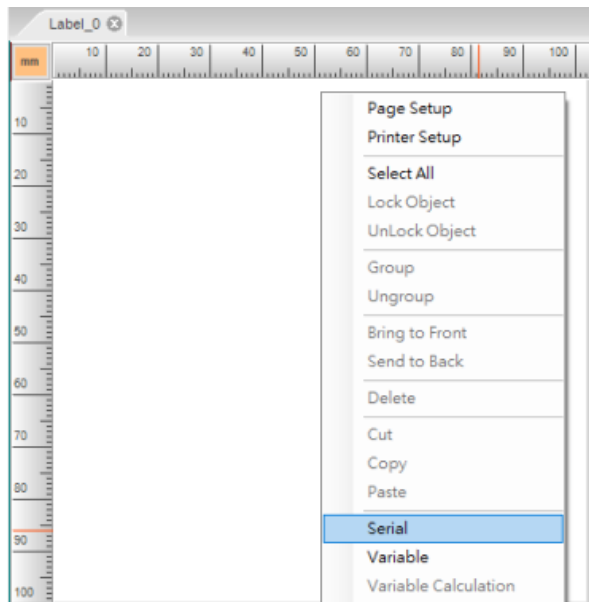 Label_0
mm 10 20 30 40 50 60 70 80 90 100
10
20
30
40
50
60
70
80
90
100
Page Setup
Printer Setup
Select All
Lock Object
UnLock Object
Group
Ungroup
Bring to Front
Send to Back
Delete
Cut
Copy
Paste
Serial
Variable
Variable Calculation